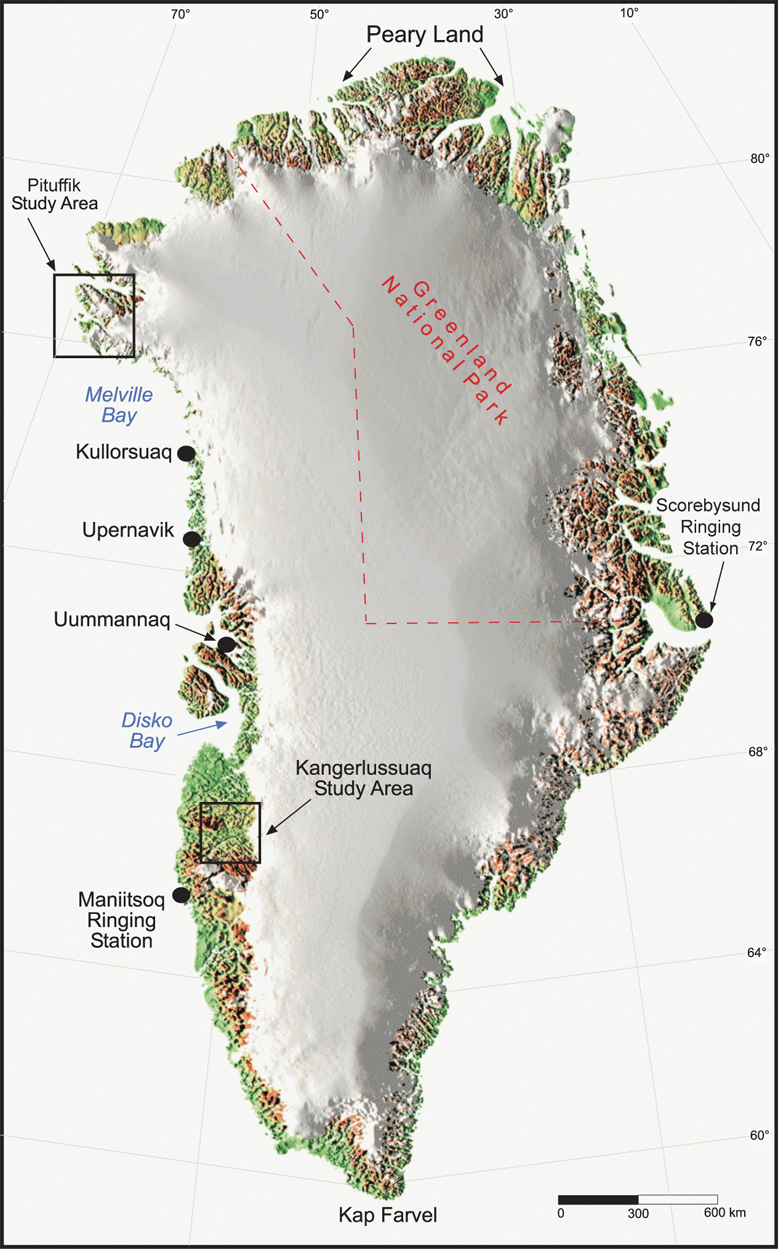 70°
50°
30°
10°
Peary Land
80°
Pituffik
Study Area
Greenland
National Park
76°
Melville
Bay
Kullorsuaq
Scorebysund
Ringing
Station
Upernavik
72°
Uummannaq
Disko
Bay
68°
Kangerlussuaq
Study Area
Maniitsoq
Ringing
Station
64°
60°
Kap Farvel
0 300 600 km